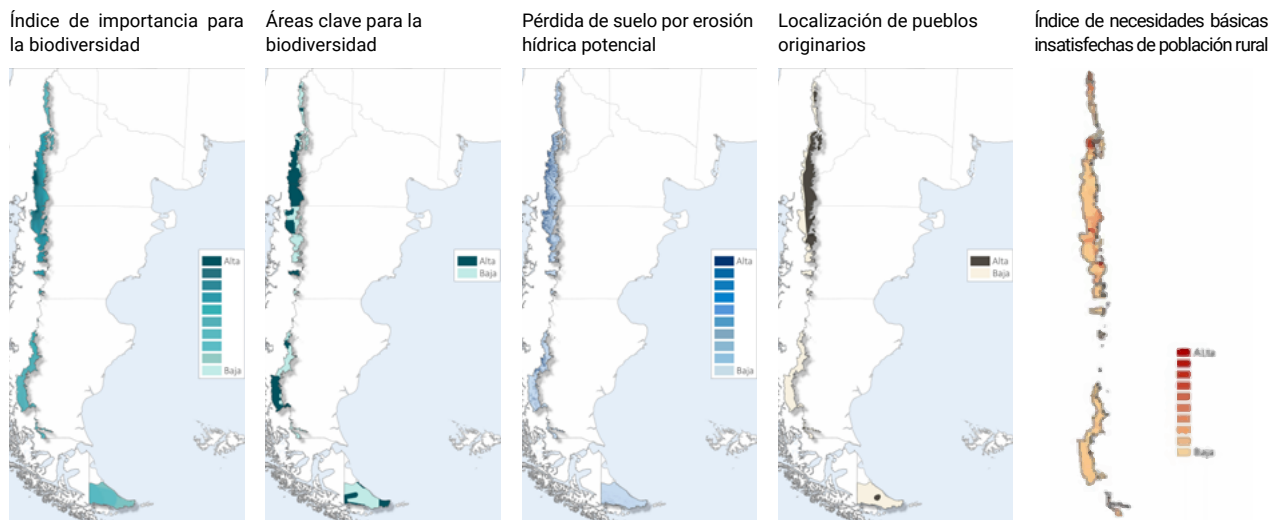 Índice de importancia para
la biodiversidad
Áreas clave para la
biodiversidad
Pérdida de suelo por erosión
hídrica potencial
Localización de pueblos
originarios
Índice de necesidades básicas
insatisfechas de población rural
Alta
Baja
Alta
Baja
Alta
Baja
Alta
Baja
Alta
Baja